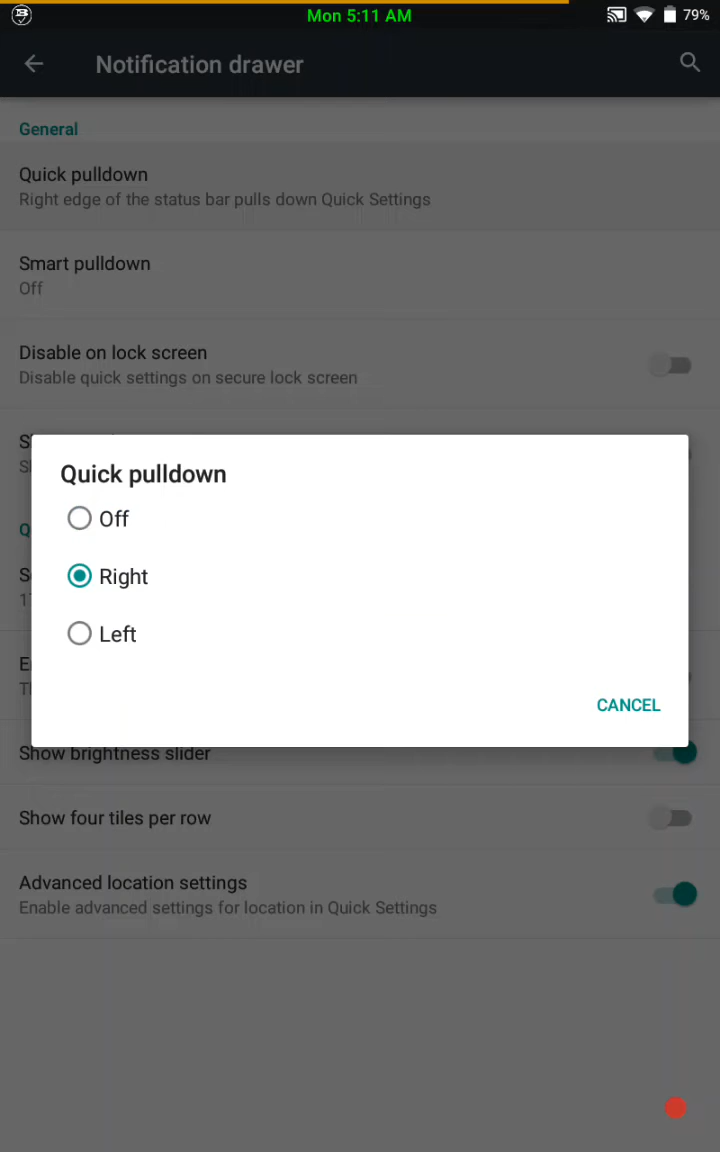 Mon 5:11 AM
79%
Notification drawer
General
Quick pulldown
Right edge of the status bar pulls down Quick Settings
Smart pulldown
Off
Disable on lock screen
Disable quick settings on secure lock screen
Quick pulldown
Off
Right
Left
CANCEL
Show brightness slider
Show four tiles per row
Advanced location settings
Enable advanced settings for location in Quick Settings